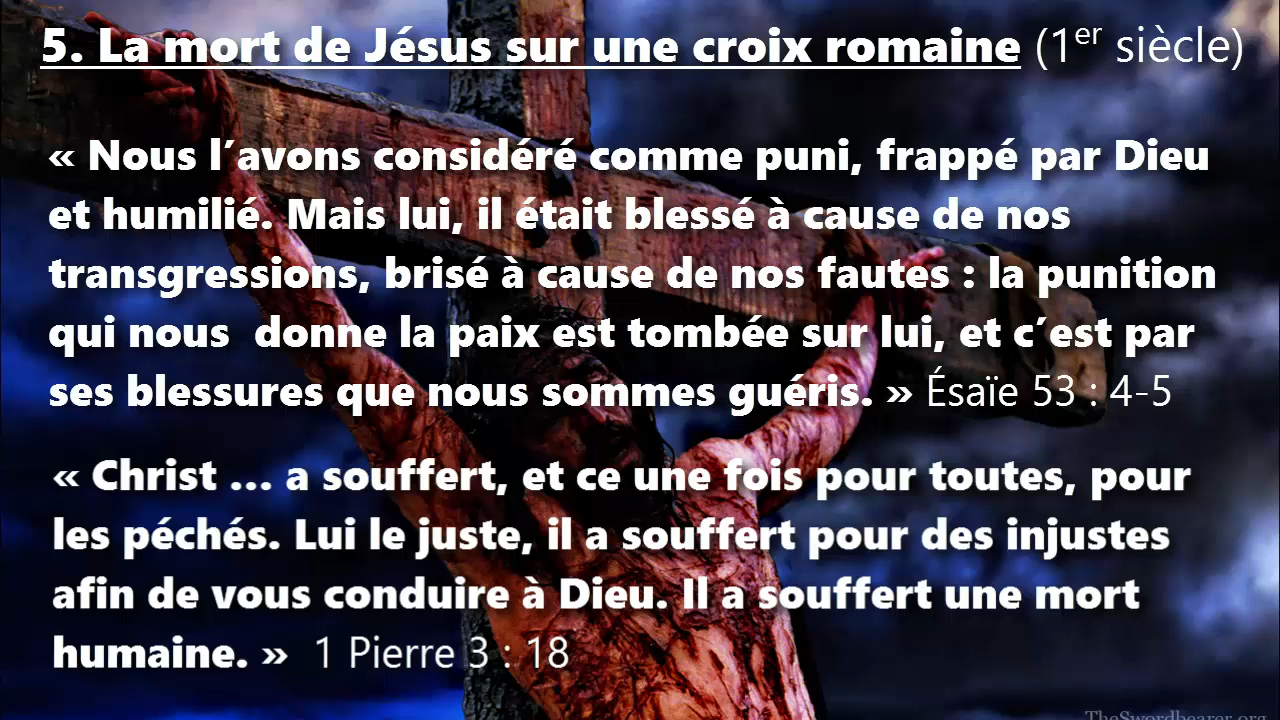 5. La mort de Jésus sur une croix romaine (1er siècle)
« Nous l’avons considéré comme puni, frappé par Dieu
et humilié. Mais lui, il était blessé à cause de nos
transgressions, brisé à cause de nos fautes : la punition
qui nous  donne la paix est tombée sur lui, et c’est par
ses blessures que nous sommes guéris. » Ésaïe 53 : 4-5
« Christ ... a souffert, et ce une fois pour toutes, pour
les péchés. Lui le juste, il a souffert pour des injustes
afin de vous conduire à Dieu. Il a souffert une mort
humaine. »  1 Pierre 3 : 18
TheSwordbearer.org